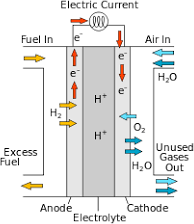 Electric Current
Fuel In
Air In
e-
e-
e-
e-
H2O
H+
H2
O2
H+
H2O
Excess
Fuel
Unused
Gases
Out
Anode
Cathode
Electrolyte